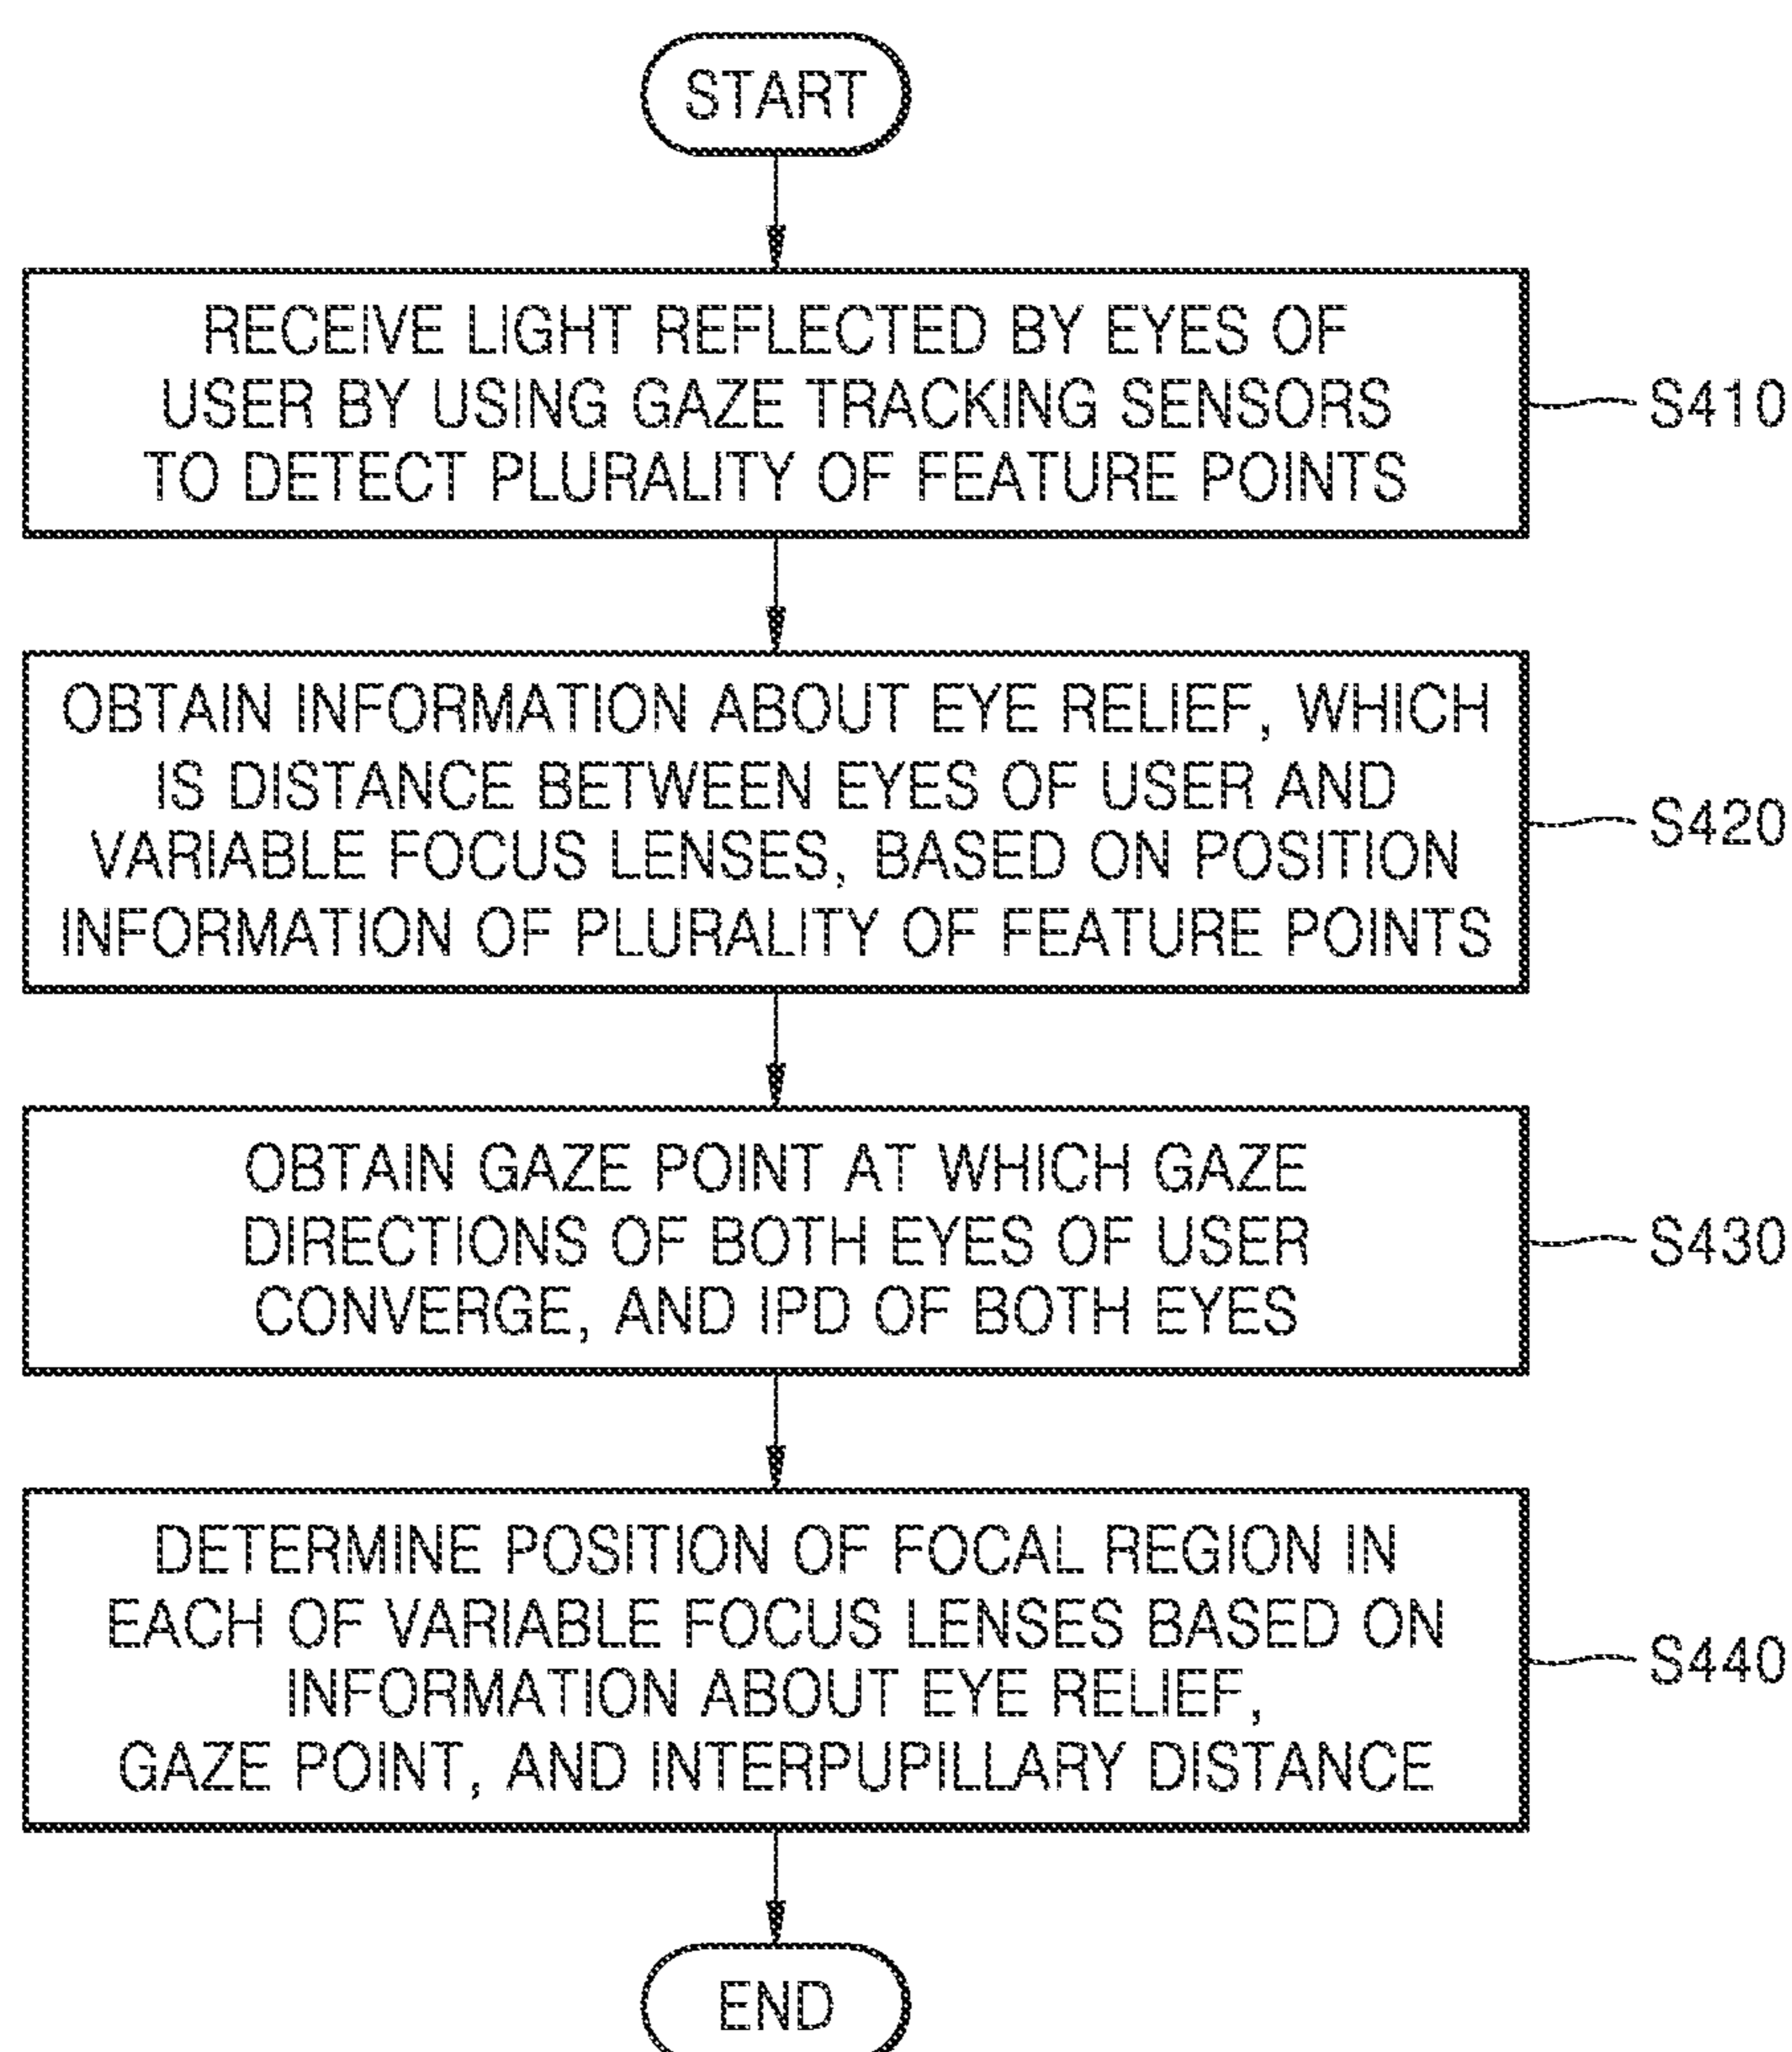 START
RECEIVE LIGHT REFLECTED BY EYES OF
USER BY USING GAZE TRACKING SENSORS
TO DETECT PLURALITY OF FEATURE POINTS
S410
OBTAIN INFORMATION ABOUT EYE RELIEF, WHICH
IS DISTANCE BETWEEN EYES OF USER AND
VARIABLE FOCUS LENSES, BASED ON POSITION
INFORMATION OF PLURALITY OF FEATURE POINTS
S420
OBTAIN GAZE POINT AT WHICH GAZE
DIRECTIONS OF BOTH EYES OF USER
CONVERGE, AND IPD OF BOTH EYES
S430
DETERMINE POSITION OF FOCAL REGION IN
EACH OF VARIABLE FOCUS LENSES BASED ON
INFORMATION ABOUT EYE RELIEF,
GAZE POINT, AND INTERPUPILLARY DISTANCE
S440
END